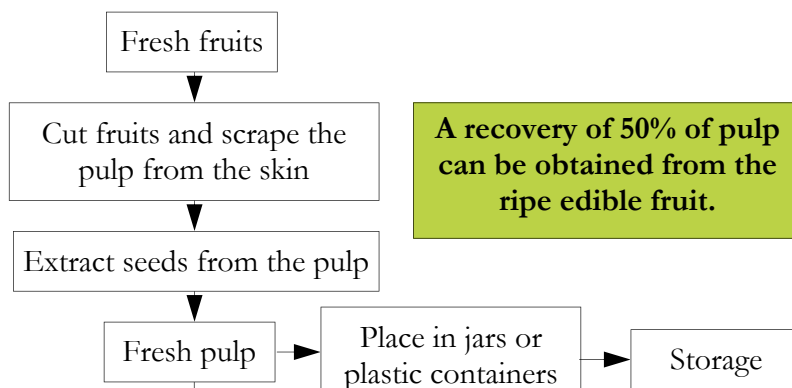 Fresh fruits
Cut fruits and scrape the
pulp from the skin
A recovery of 50% of pulp
can be obtained from the
ripe edible fruit.
Extract seeds from the pulp
Fresh pulp
Place in jars or
plastic containers
Storage